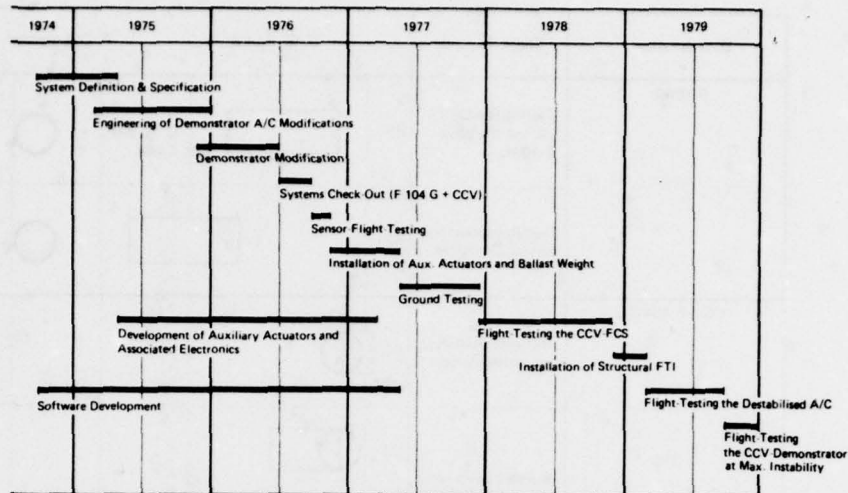 1974 1975 1976 1977 1978 1979
System Definition & Specification
Engineering of Demonstrator A/C Modifications
Demonstrator Modification
Systems Check-Out (F 104 G + CCV)
Sensor Flight Testing
Installation of Aux. Actuators and Ballast Weight
Ground Testing
Development of Auxiliary Actuators and
Associated Electronics
Flight-Testing the CCV-FCS
Installation of Structural FTI
Software Development
Flight-Testing the Destabilised A/C
Flight-Testing
the CCV-Demonstrator
at Max. Instability